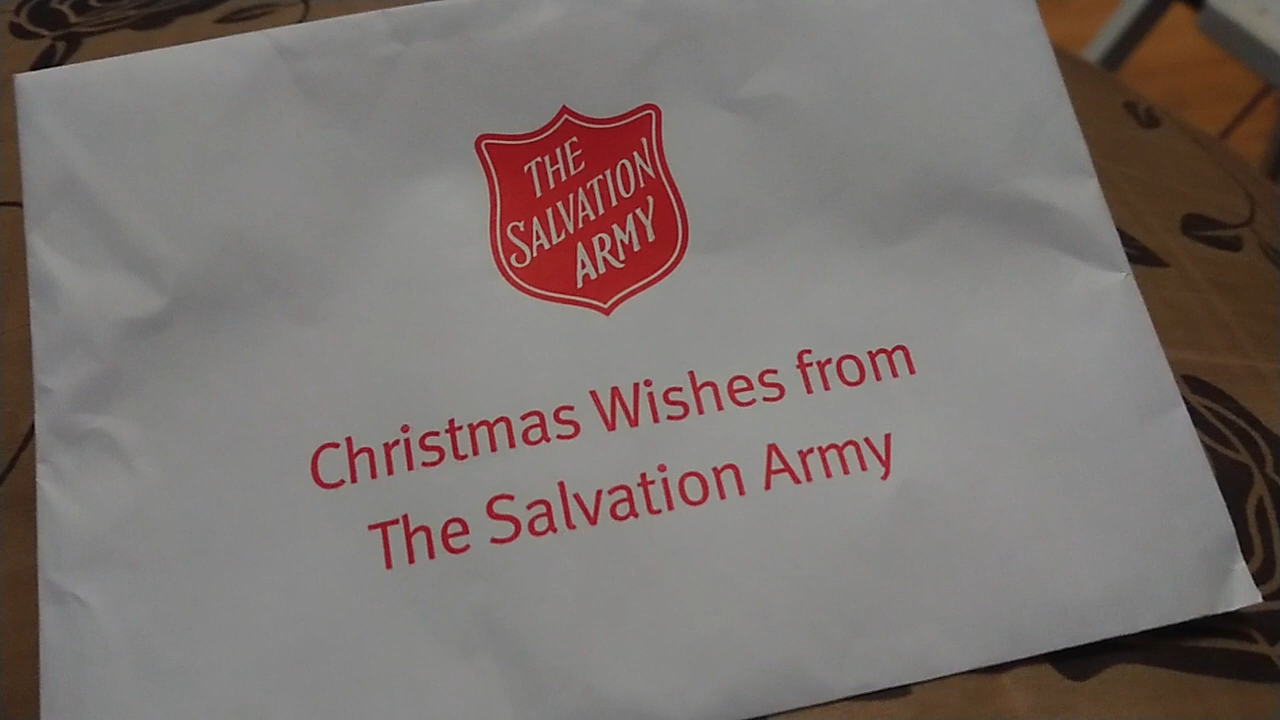 THE
SALVATION
ARMY
Christmas Wishes from
The Salvation Army